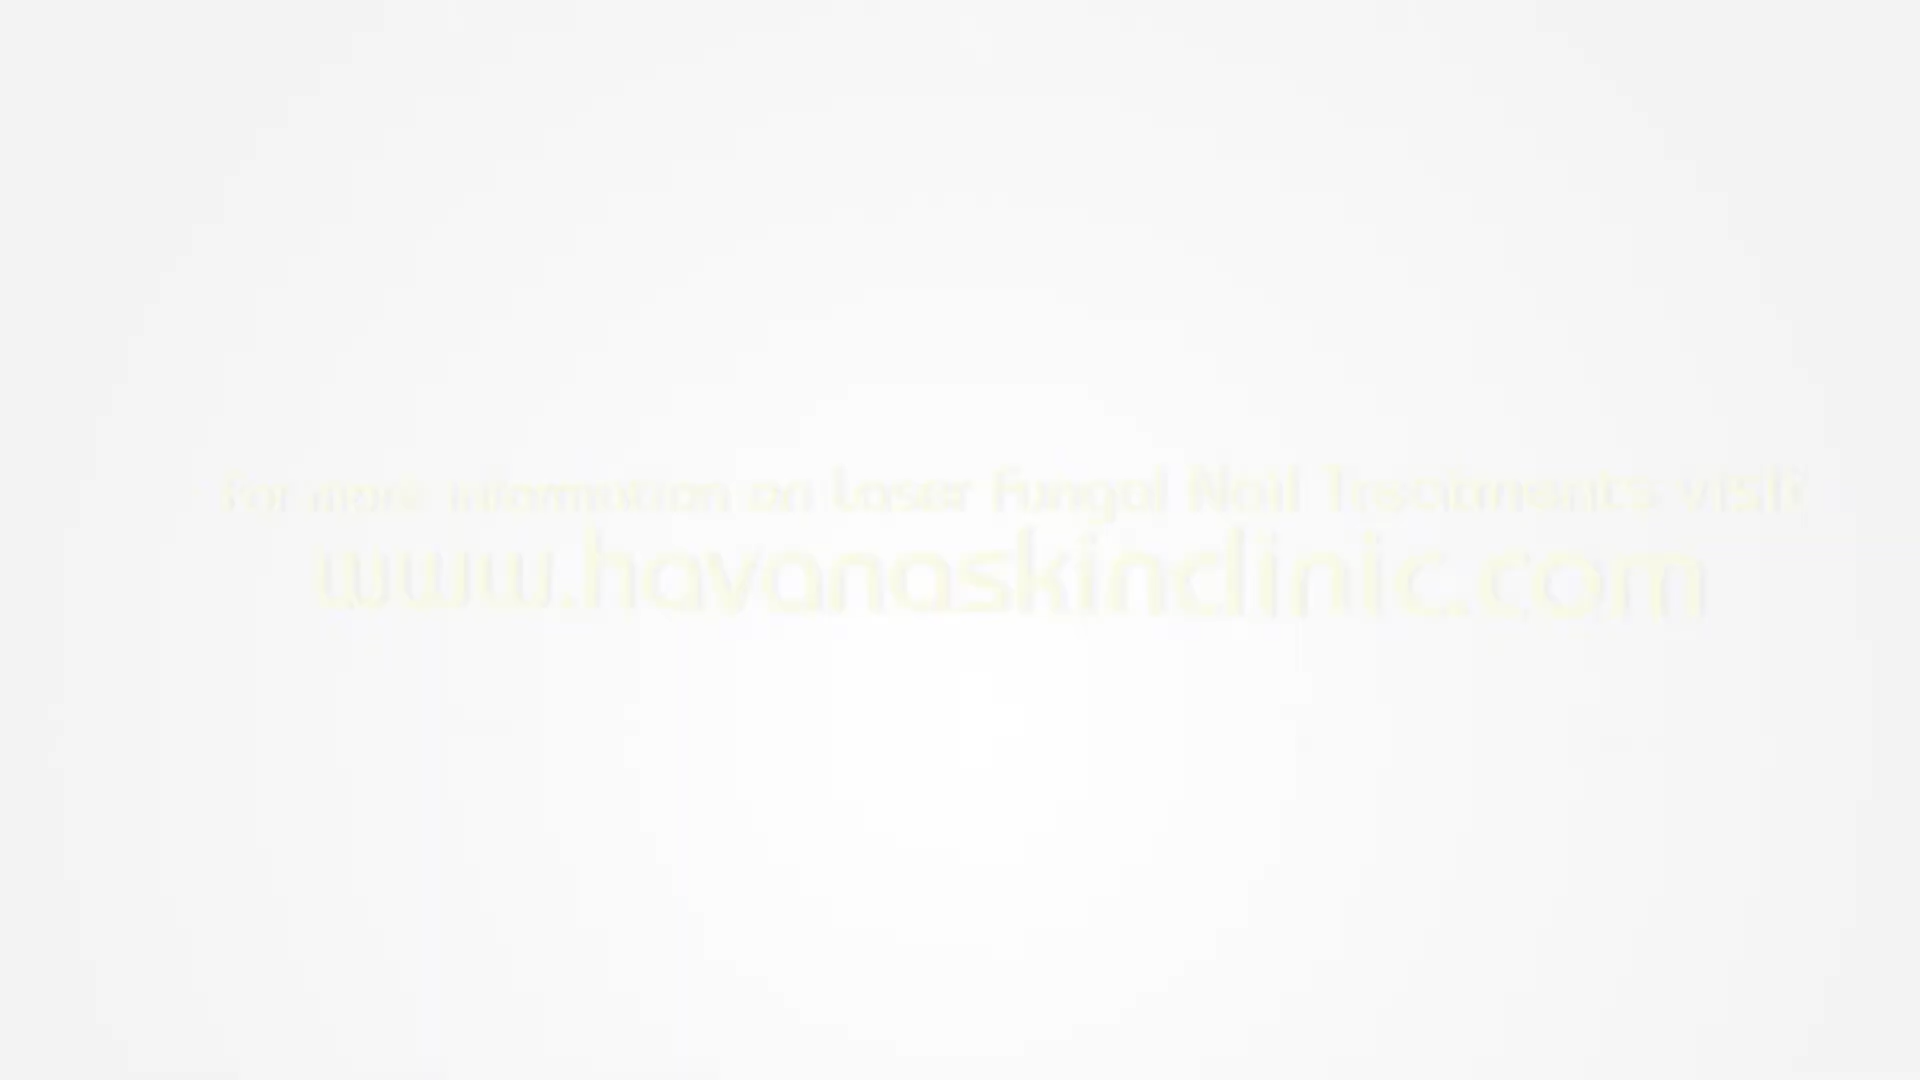 For more information on Laser Fungal Nail Treatments visit
www.havanaskinclinic.com